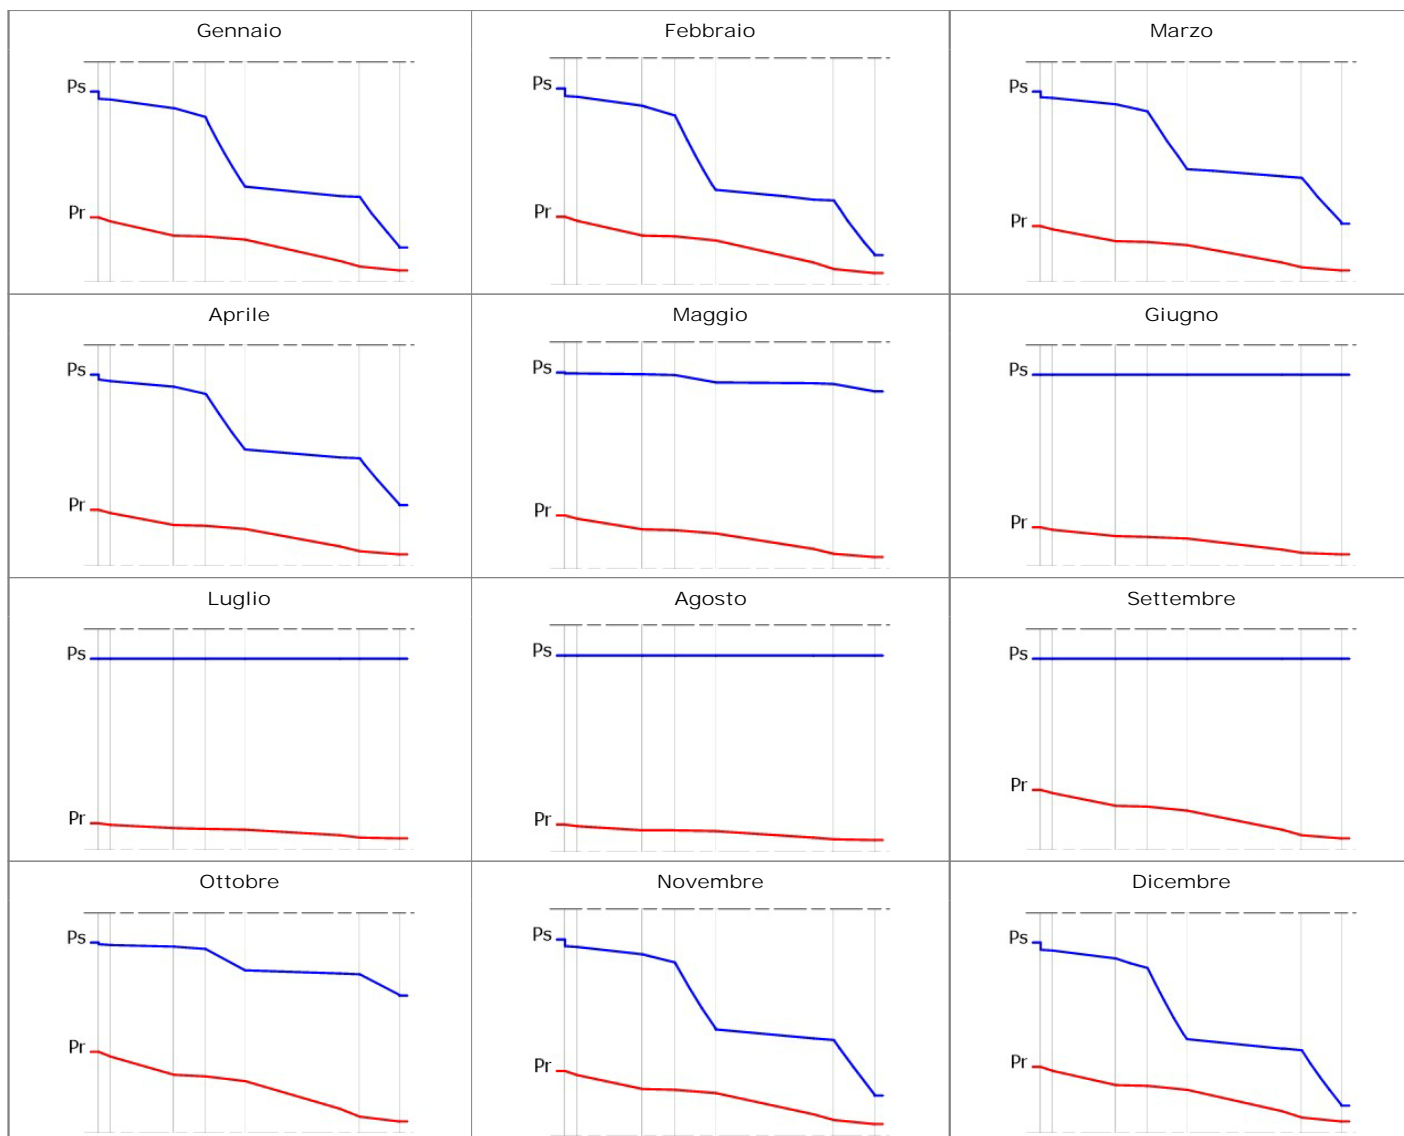 Gennaio
Ps
Pr
Febbraio
Ps
Pr
Marzo
Ps
Pr
Aprile
Ps
Pr
Maggio
Ps
Pr
Giugno
Ps
Pr
Luglio
Ps
Pr
Agosto
Ps
Pr
Settembre
Ps
Pr
Ottobre
Ps
Pr
Novembre
Ps
Pr
Dicembre
Ps
Pr